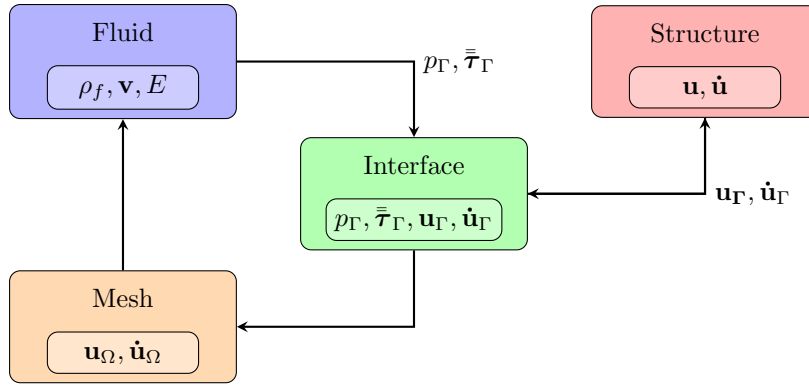 Fluid
ρ_f, 𝐯, E
p_Γ, 𝝉̿_Γ
Structure
𝐮, 𝐮̇
Interface
p_Γ, 𝝉̿_Γ, 𝐮_Γ, 𝐮̇_Γ
𝐮_𝚪, 𝐮̇_Γ
Mesh
𝐮_Ω, 𝐮̇_Ω